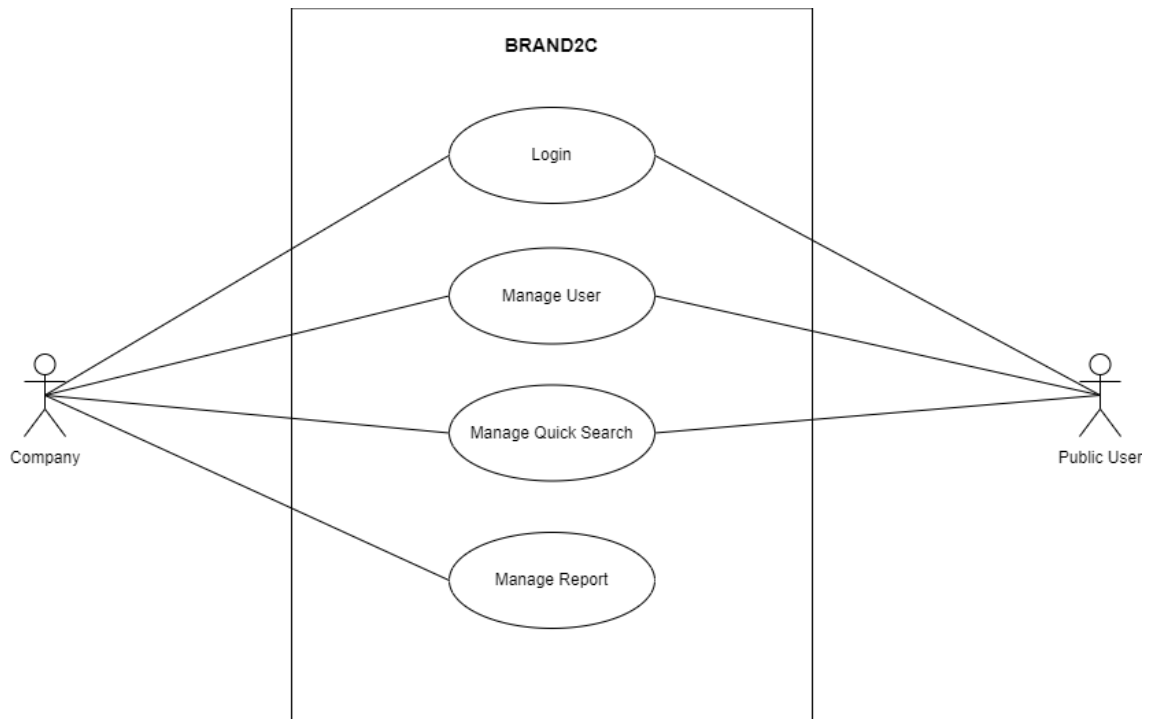 BRAND2C
Login
Manage User
Manage Quick Search
Company
Public User
Manage Report